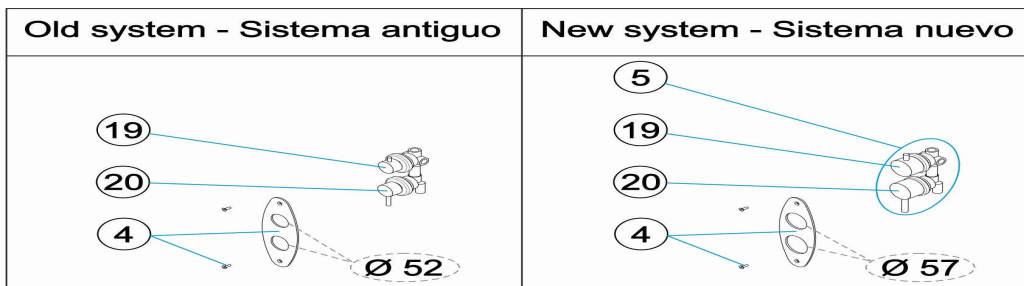 Old system - Sistema antiguo
New system - Sistema nuevo
19
20
4
Ø 52
5
19
20
4
Ø 57